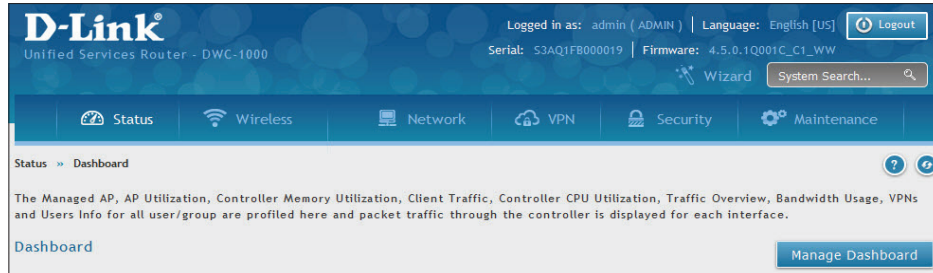 D-Link
Logged in as: admin ( ADMIN ) | Language: English [US] Logout
Unified Services Router - DWC-1000
Serial: S3AQ1FB000019 | Firmware: 4.5.0.1Q001C_C1_WW
Wizard System Search...
Status Wireless Network VPN Security Maintenance
Status » Dashboard
The Managed AP, AP Utilization, Controller Memory Utilization, Client Traffic, Controller CPU Utilization, Traffic Overview, Bandwidth Usage, VPNs
and Users Info for all user/group are profiled here and packet traffic through the controller is displayed for each interface.
Dashboard
Manage Dashboard